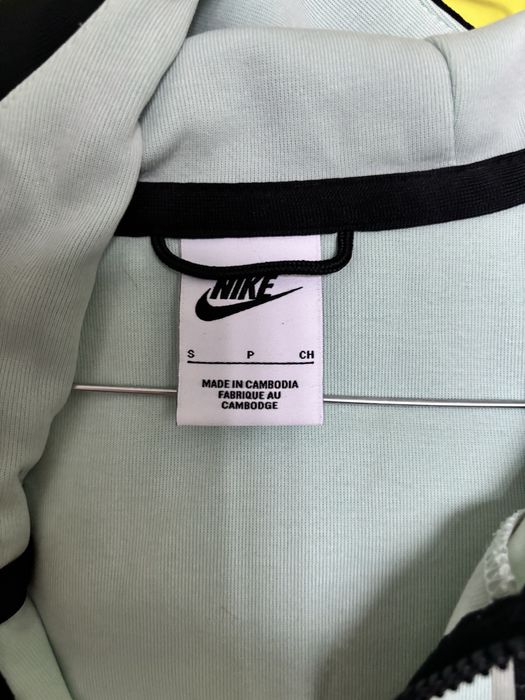 NIKE
S P CH
MADE IN CAMBODIA
FABRIQUE AU
CAMBODGE